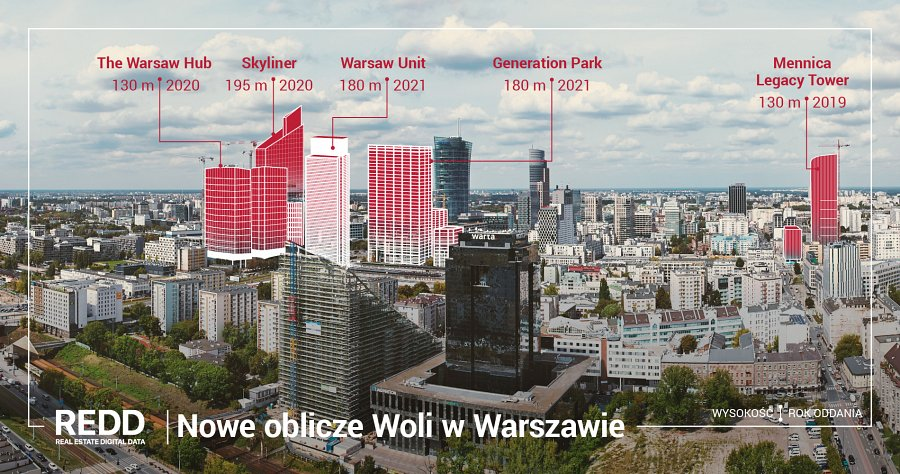 The Warsaw Hub
130 m 2020
Skyliner
195 m 2020
Warsaw Unit
180 m 2021
Generation Park
180 m 2021
Mennica
Legacy Tower
130 m 2019
warta
REDD
REAL ESTATE DIGITAL DATA
Nowe oblicze Woli w Warszawie
WYSOKOŚĆ ROK ODDANIA